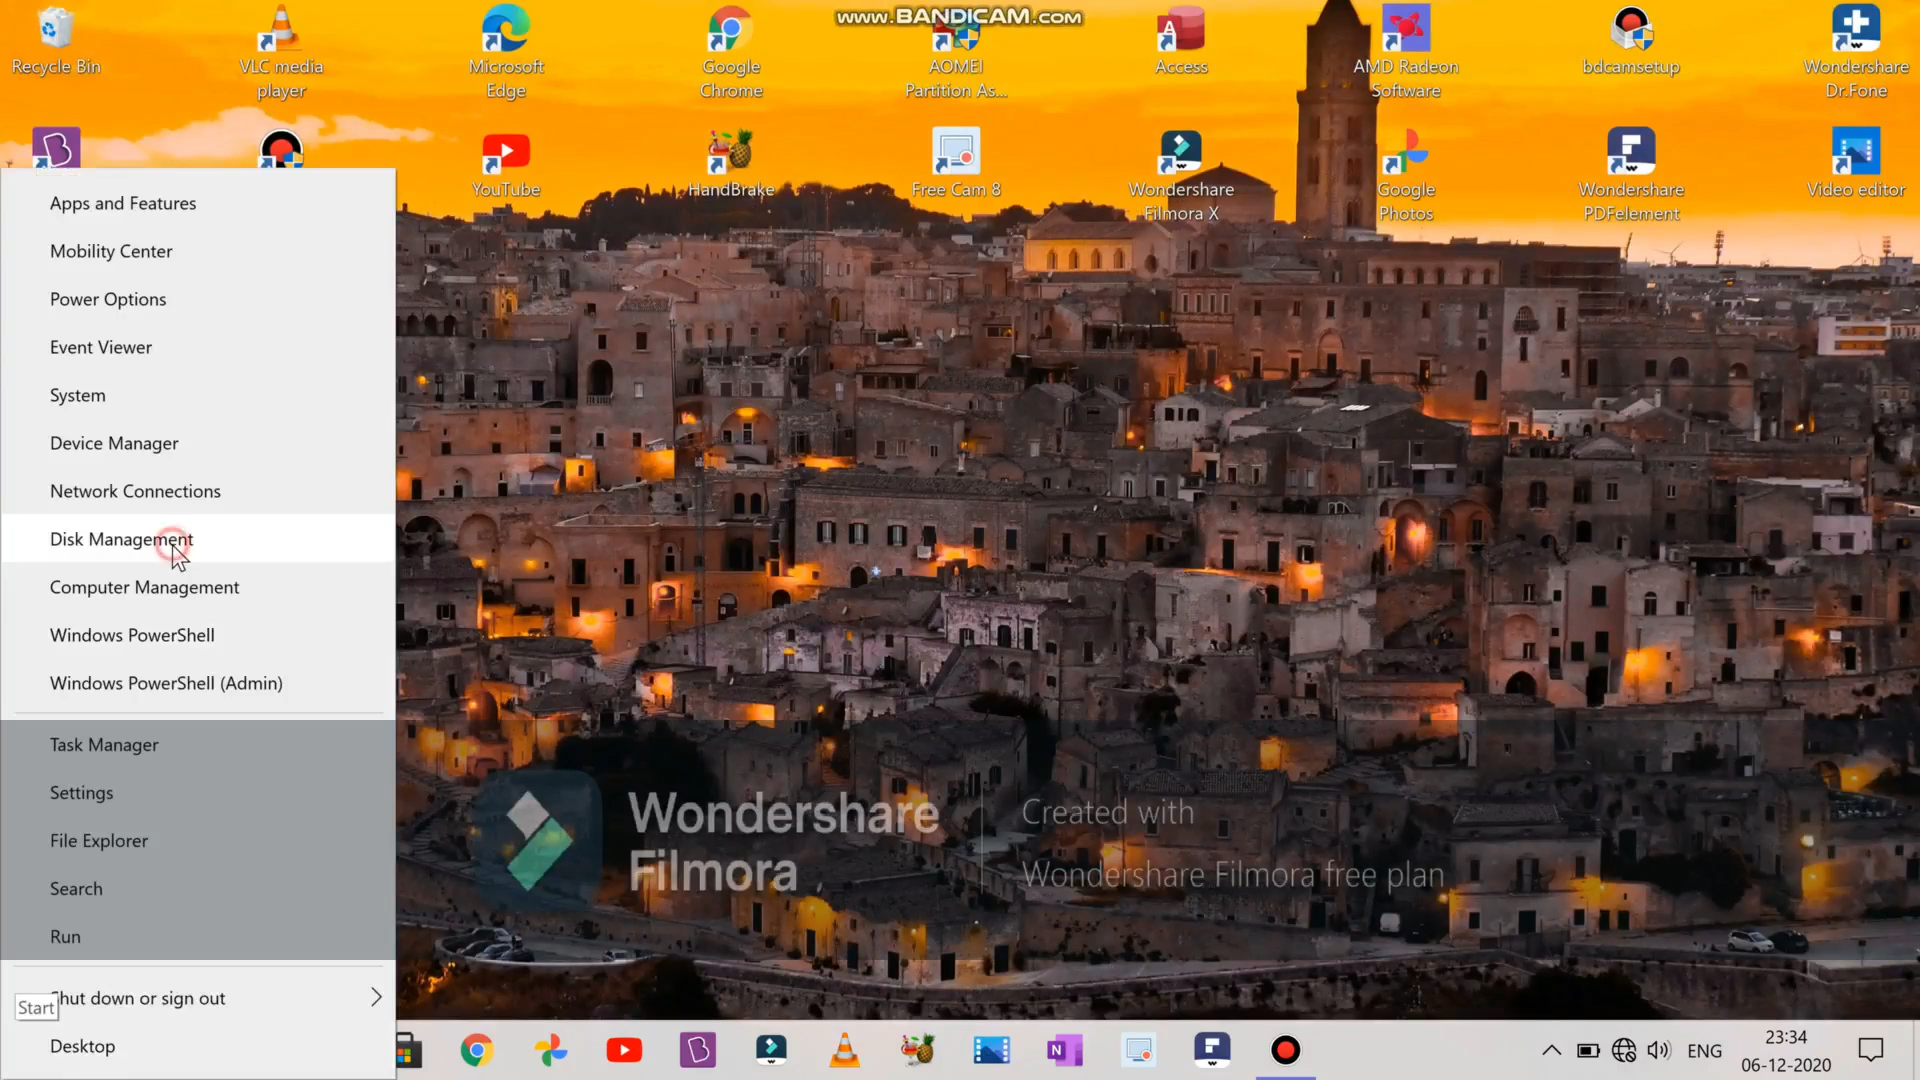 www.BANDICAM.com
Recycle Bin
VLC media
player
Microsoft
Edge
Google
Chrome
AOMEI
Partition As...
Access
AMD Radeon
Software
bdcamsetup
Wondershare
Dr.Fone
YouTube
HandBrake
Free Cam 8
Wondershare
Filmora X
Google
Photos
Wondershare
PDFelement
Video editor
Apps and Features
Mobility Center
Power Options
Event Viewer
System
Device Manager
Network Connections
Disk Management
Computer Management
Windows PowerShell
Windows PowerShell (Admin)
Task Manager
Settings
File Explorer
Search
Run
Shut down or sign out
Start
Desktop
Wondershare
Filmora
Created with
Wondershare Filmora free plan
ENG
23:34
06-12-2020